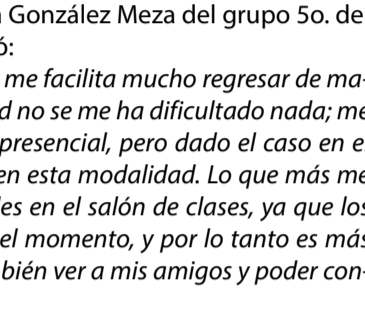 González Meza del grupo 5o. de
ó:
me facilita mucho regresar de ma-
d no se me ha dificultado nada; me
presencial, pero dado el caso en e
en esta modalidad. Lo que más me
es en el salón de clases, ya que los
el momento, y por lo tanto es más
bién ver a mis amigos y poder con-